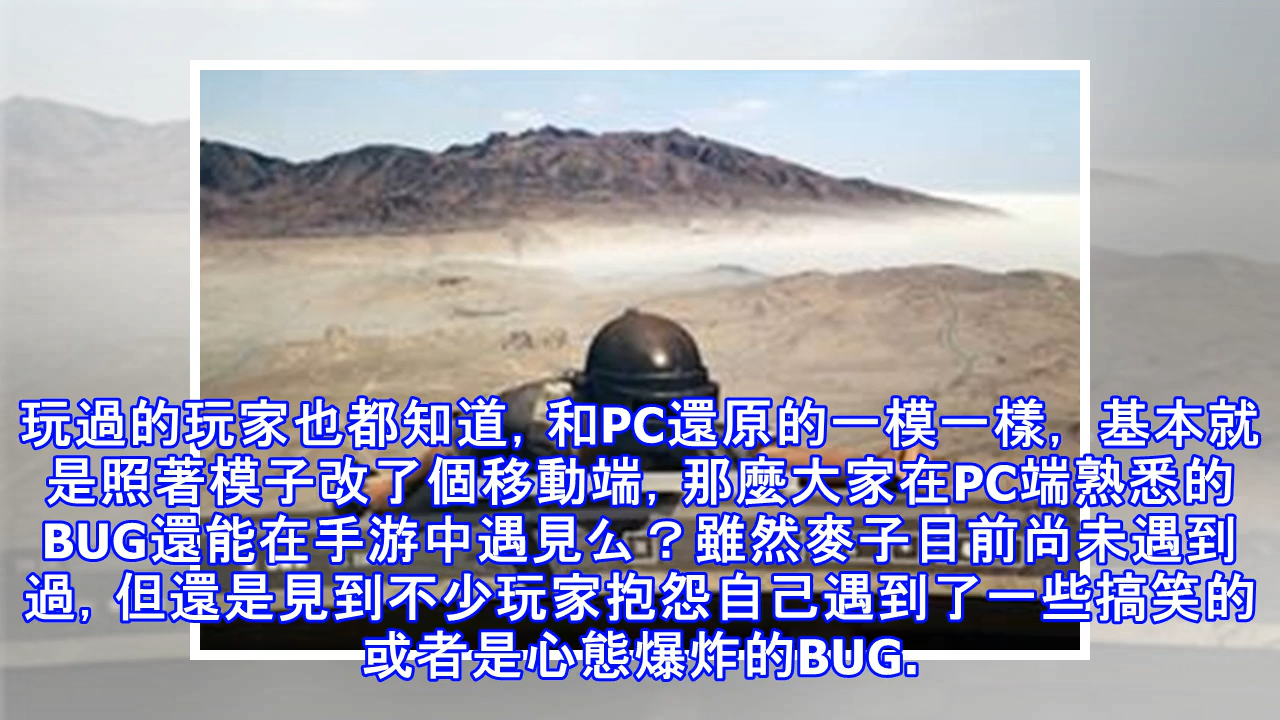 玩過的玩家也都知道, 和PC還原的一模一樣, 基本就
是照著模子改了個移動端, 那麼大家在PC端熟悉的
BUG還能在手游中遇見么？雖然麥子目前尚未遇到
過, 但還是見到不少玩家抱怨自己遇到了一些搞笑的
或者是心態爆炸的BUG.